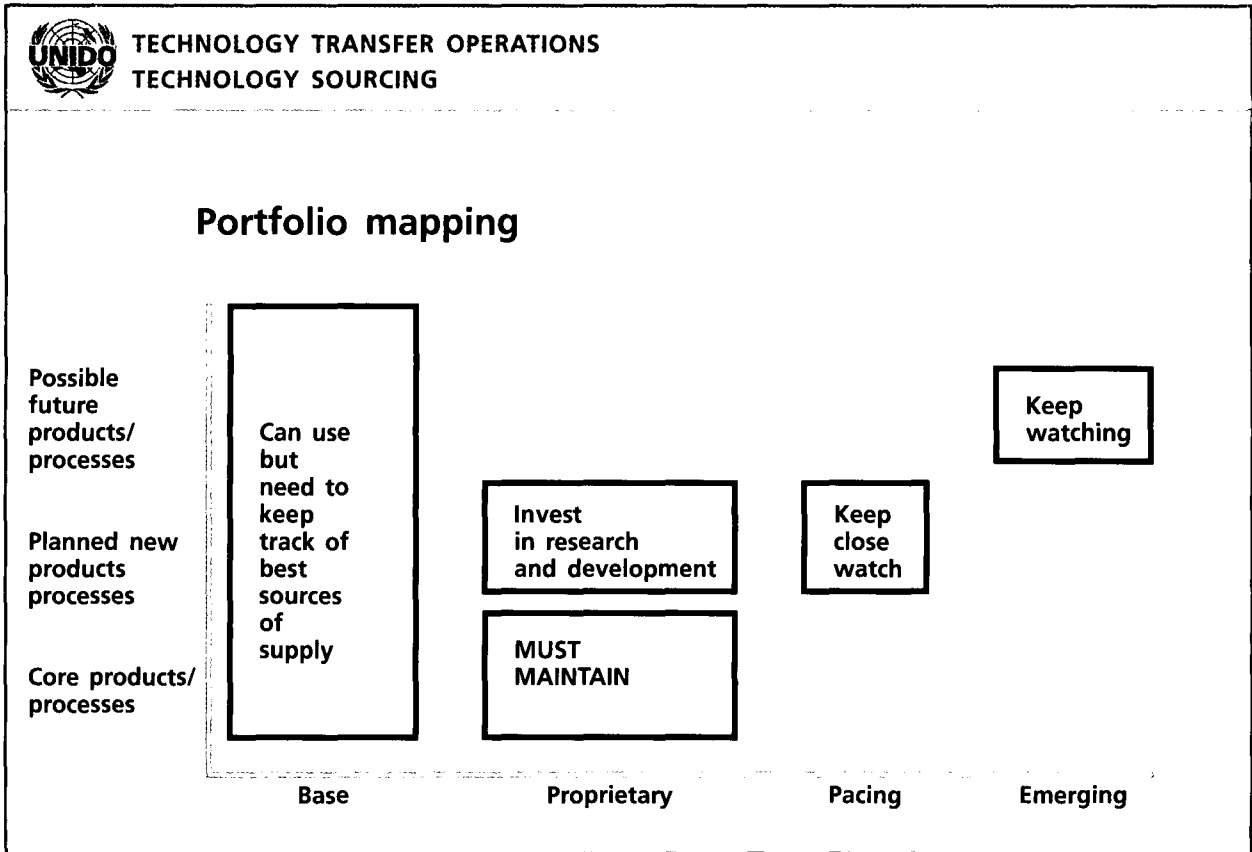 UNIDO
TECHNOLOGY TRANSFER OPERATIONS
TECHNOLOGY SOURCING
Portfolio mapping
Possible
future
products/
processes
Planned new
products
processes
Core products/
processes
Can use
but
need to
keep
track of
best
sources
of
supply
Invest
in research
and development
MUST
MAINTAIN
Keep
close
watch
Keep
watching
Base
Proprietary
Pacing
Emerging